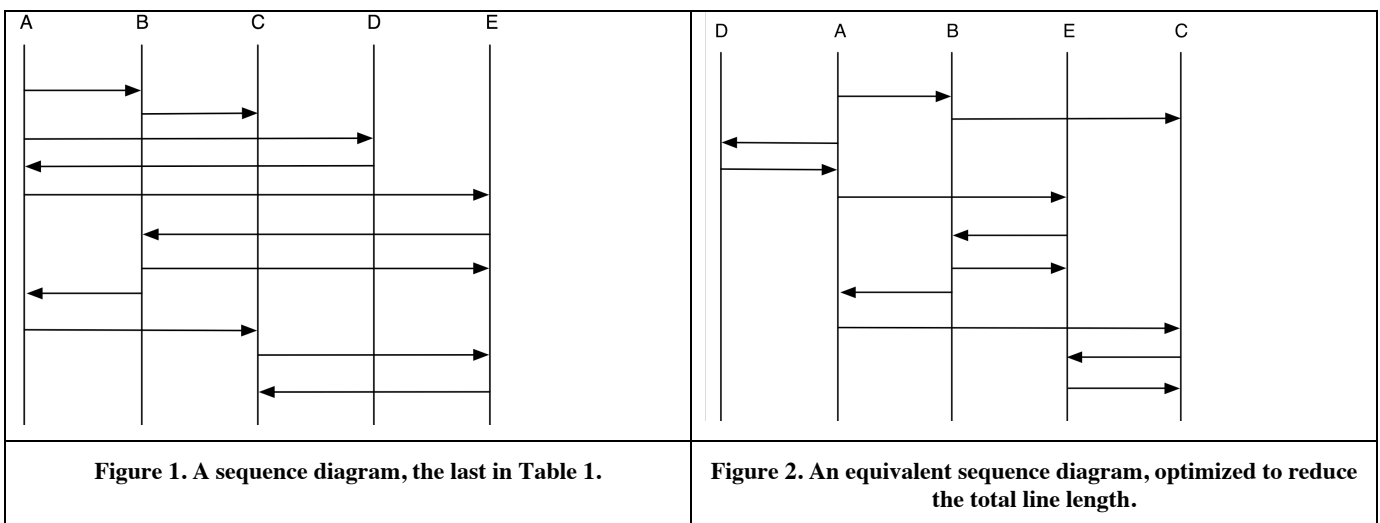 A B C D E
D A B E C
Figure 1. A sequence diagram, the last in Table 1.
Figure 2. An equivalent sequence diagram, optimized to reduce
the total line length.